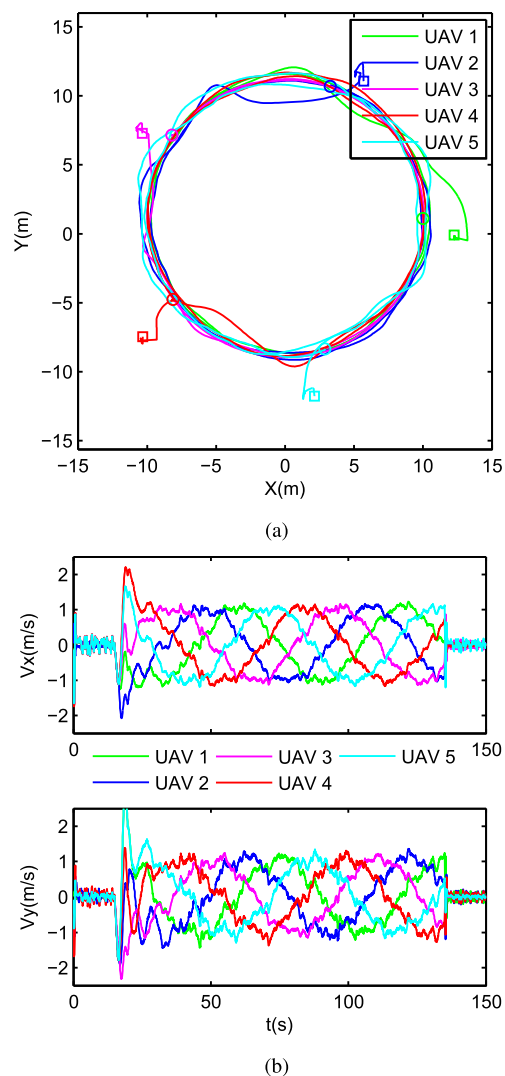 15
10
5
0
−5
−10
−15
Y(m)
−15 −10 −5 0 5 10 15
X(m)
UAV 1
UAV 2
UAV 3
UAV 4
UAV 5
(a)
2
1
0
−1
−2
Vx(m/s)
0 50 100 150
UAV 1 UAV 3 UAV 5
UAV 2 UAV 4
2
1
0
−1
−2
Vy(m/s)
0 50 100 150
t(s)
(b)